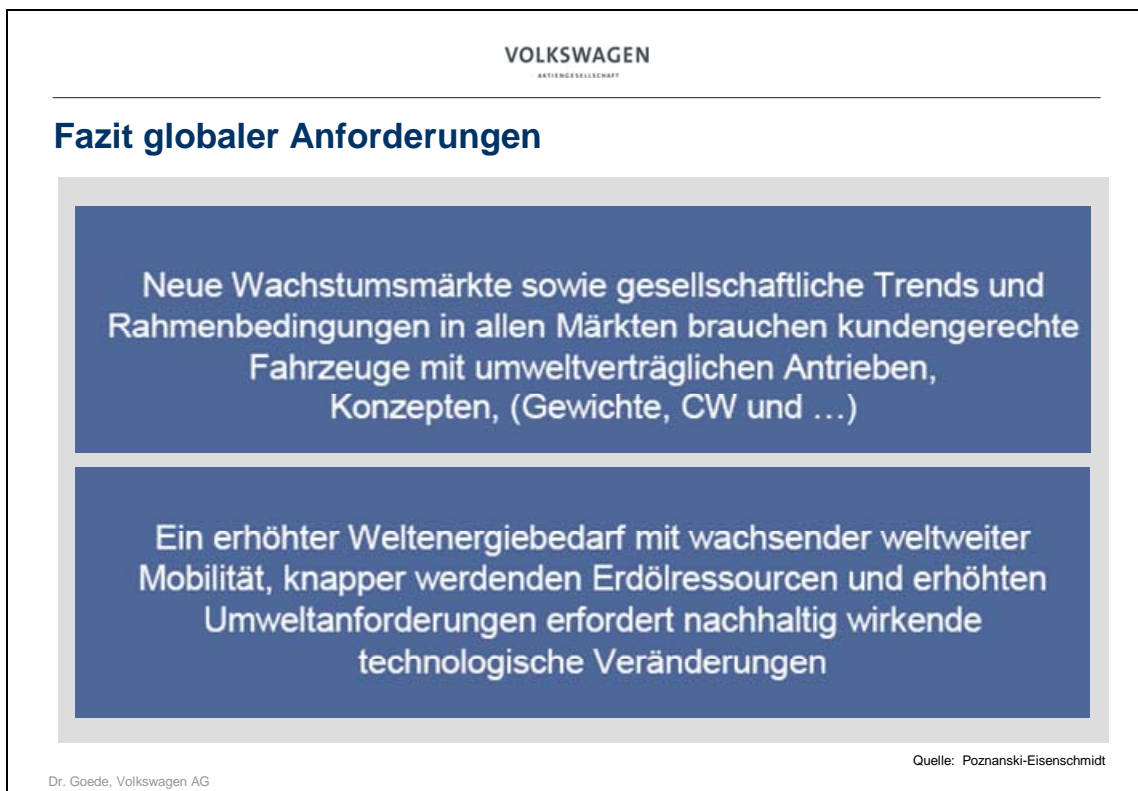 VOLKSWAGEN
AKTIENGESELLSCHAFT
Fazit globaler Anforderungen
Neue Wachstumsmärkte sowie gesellschaftliche Trends und
Rahmenbedingungen in allen Märkten brauchen kundengerechte
Fahrzeuge mit umweltverträglichen Antrieben,
Konzepten, (Gewichte, CW und …)
Ein erhöhter Weltenergiebedarf mit wachsender weltweiter
Mobilität, knapper werdenden Erdölressourcen und erhöhten
Umweltanforderungen erfordert nachhaltig wirkende
technologische Veränderungen
Quelle: Poznanski-Eisenschmidt
Dr. Goede, Volkswagen AG